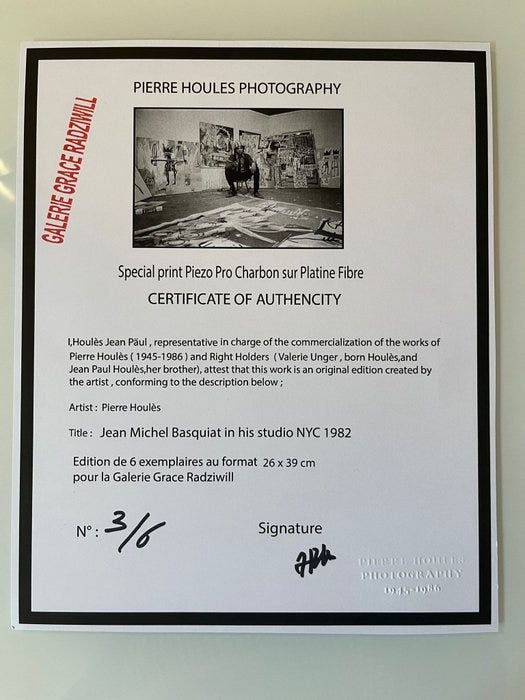 PIERRE HOULES PHOTOGRAPHY
GALERIE GRACE RADZIWILL
Special print Piezo Pro Charbon sur Platine Fibre
CERTIFICATE OF AUTHENCITY
I,Houlès Jean Päul , representative in charge of the commercialization of the works of
Pierre Houlès ( 1945-1986 ) and Right Holders ( Valerie Unger , born Houlès,and
Jean Paul Houlès,her brother), attest that this work is an original edition created by
the artist , conforming to the description below ;
Artist : Pierre Houlès
Title : Jean Michel Basquiat in his studio NYC 1982
Edition de 6 exemplaires au format 26 x 39 cm
pour la Galerie Grace Radziwill
N° : 3/6
Signature
PIERRE HOULES
PHOTOGRAPHY
1945-1986